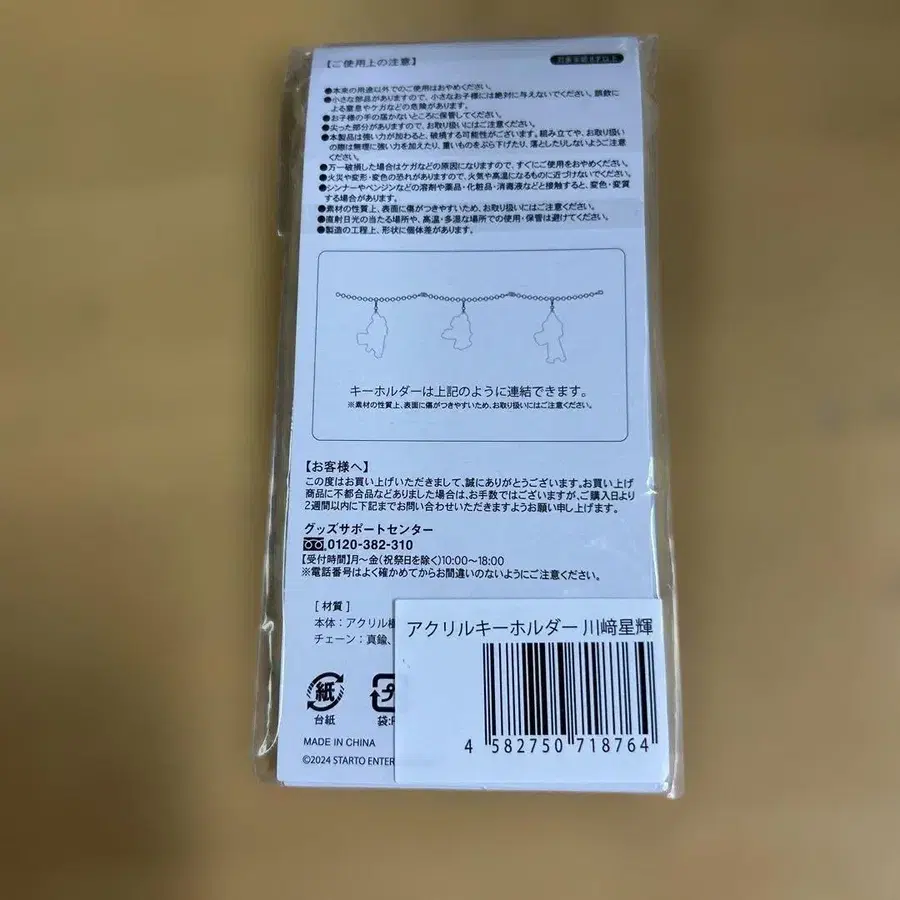 【ご使用上の注意】
対象年齢8才以上
●本来の用途以外でのご使用はおやめください。
●小さな部品がありますので、小さなお子様には絶対に与えないでください。誤飲に
よる窒息やケガなどの危険があります。
●お子様の手の届かないところに保管してください。
●尖った部分がありますので、お取り扱いにはご注意ください。
●本製品は強い力が加わると、破損する可能性がございます。組み立てや、お取り扱い
の際は無理に強い力を加えたり、重いものをぶら下げたり、落としたりしないようご注意
ください。
●万一破損した場合はケガなどの原因になりますので、すぐにご使用をおやめください。
●火災や変形・変色の恐れがありますので、火気や高温になるものに近づけないでください。
●シンナーやベンジンなどの溶剤や薬品・化粧品・消毒液などと接触すると、変色・変質
する場合があります。
●素材の性質上、表面に傷がつきやすいため、お取り扱いにはご注意ください。
●直射日光の当たる場所や、高温・多湿な場所での使用・保管は避けてください。
●製造の工程上、形状に個体差があります。
キーホルダーは上記のように連結できます。
※素材の性質上、表面に傷がつきやすいため、お取り扱いにはご注意ください。
【お客様へ】
この度はお買い上げいただきまして、誠にありがとうございます。お買い上げ
商品に不都合品などありました場合は、お手数ではございますが、ご購入日より
2週間以内に下記までお問い合わせいただきますようお願い申し上げます。
グッズサポートセンター
0120-382-310
【受付時間】月〜金(祝祭日を除く)10:00〜18:00
※電話番号はよく確かめてからお間違いのないようにご注意ください。
[ 材質 ]
本体：アクリル
チェーン：真鍮、
アクリルキーホルダー 川﨑星輝
紙
台紙
袋:
MADE IN CHINA
©2024 STARTO ENTER
4 582750 718764